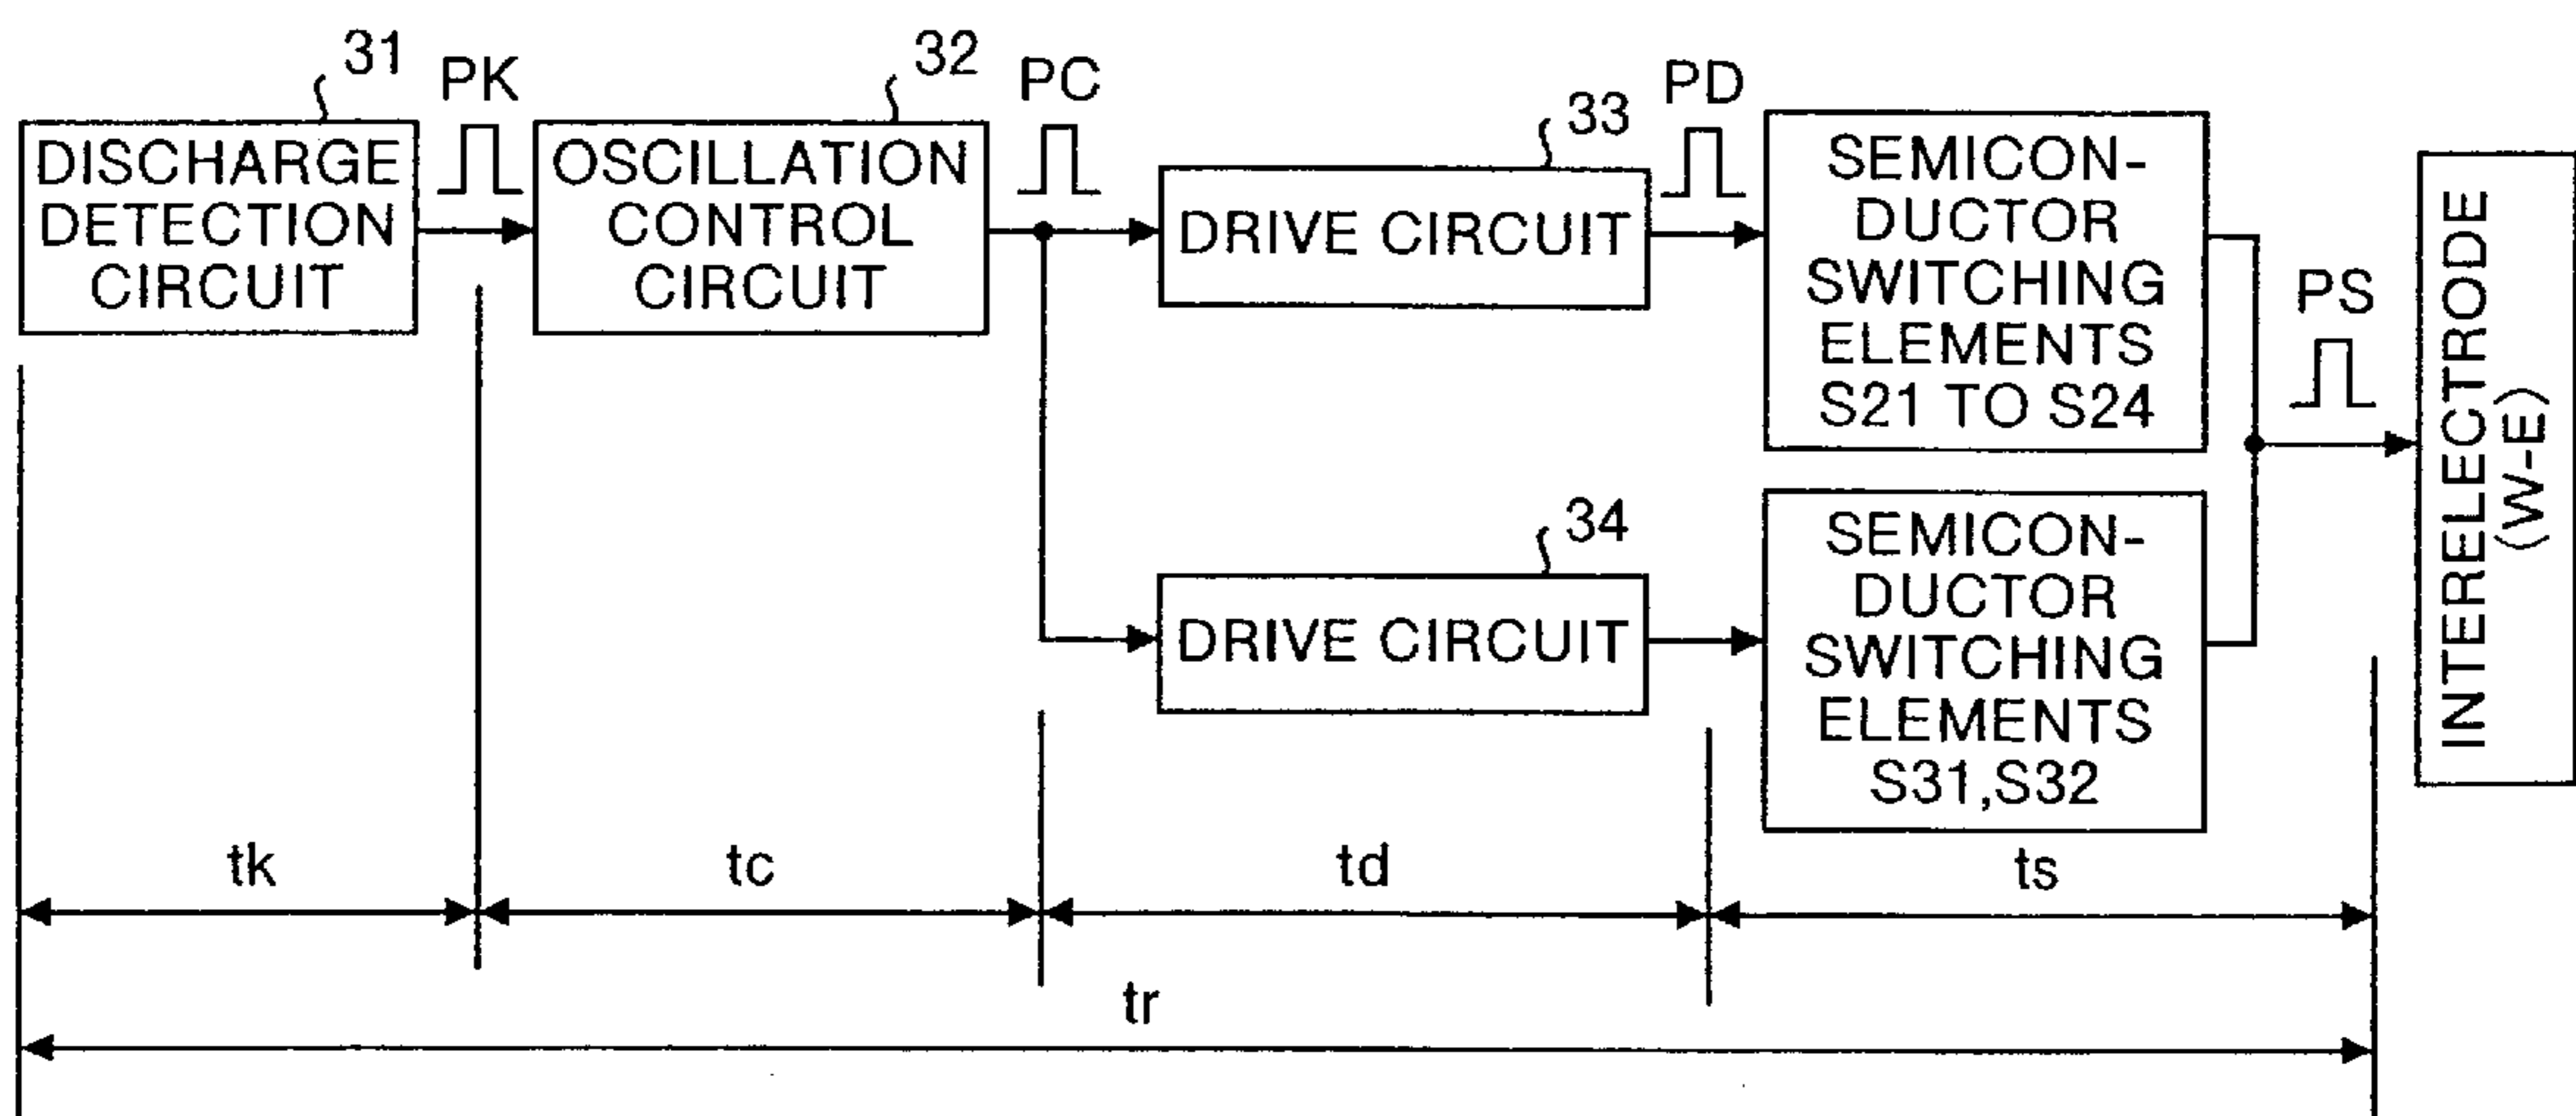 31
PK
DISCHARGE
DETECTION
CIRCUIT
32
PC
OSCILLATION
CONTROL
CIRCUIT
33
PD
DRIVE CIRCUIT
SEMICON-
DUCTOR
SWITCHING
ELEMENTS
S21 TO S24
PS
INTERELECTRODE
(W-E)
34
DRIVE CIRCUIT
SEMICON-
DUCTOR
SWITCHING
ELEMENTS
S31,S32
tk
tc
td
ts
tr